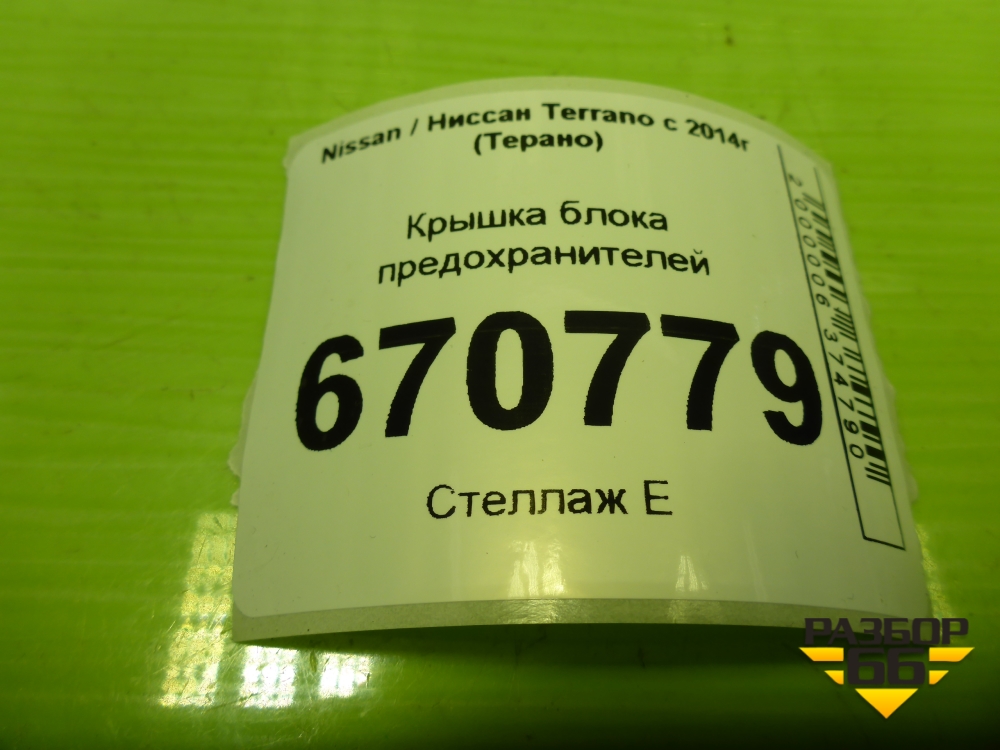 Nissan / Ниссан Terrano с 2014г
(Терано)
Крышка блока
предохранителей
670779
Стеллаж Е
2000006374790
РАЗБОР
66